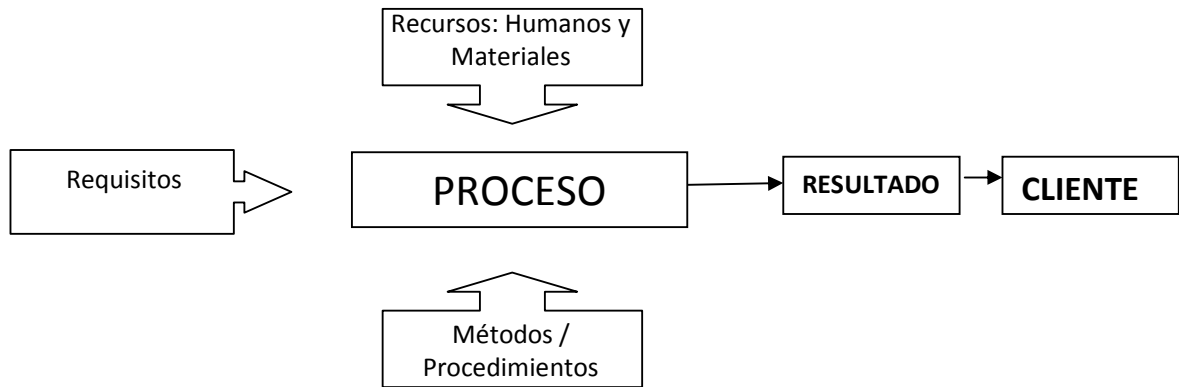 Recursos: Humanos y
Materiales
Requisitos
PROCESO
RESULTADO
CLIENTE
Métodos /
Procedimientos